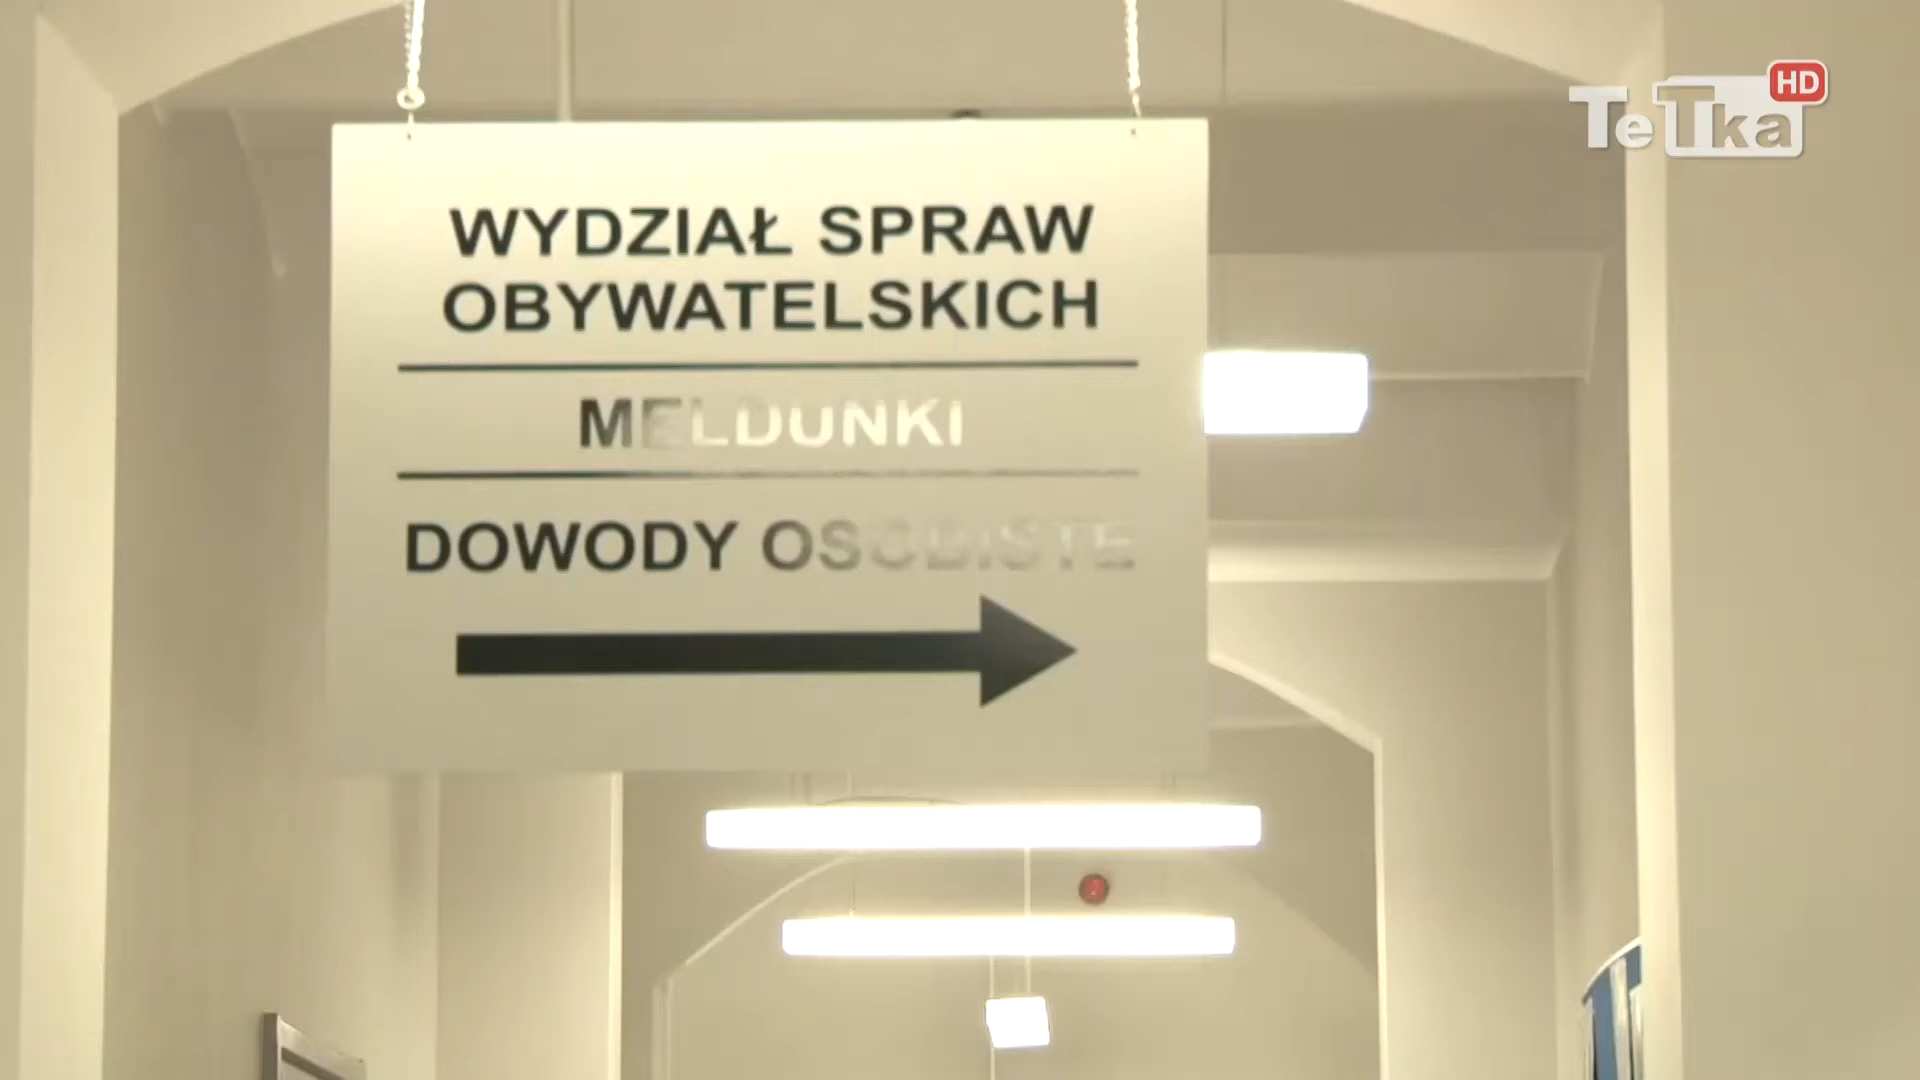 TeTka HD
WYDZIAŁ SPRAW
OBYWATELSKICH
MELDUNKI
DOWODY OSOBISTE